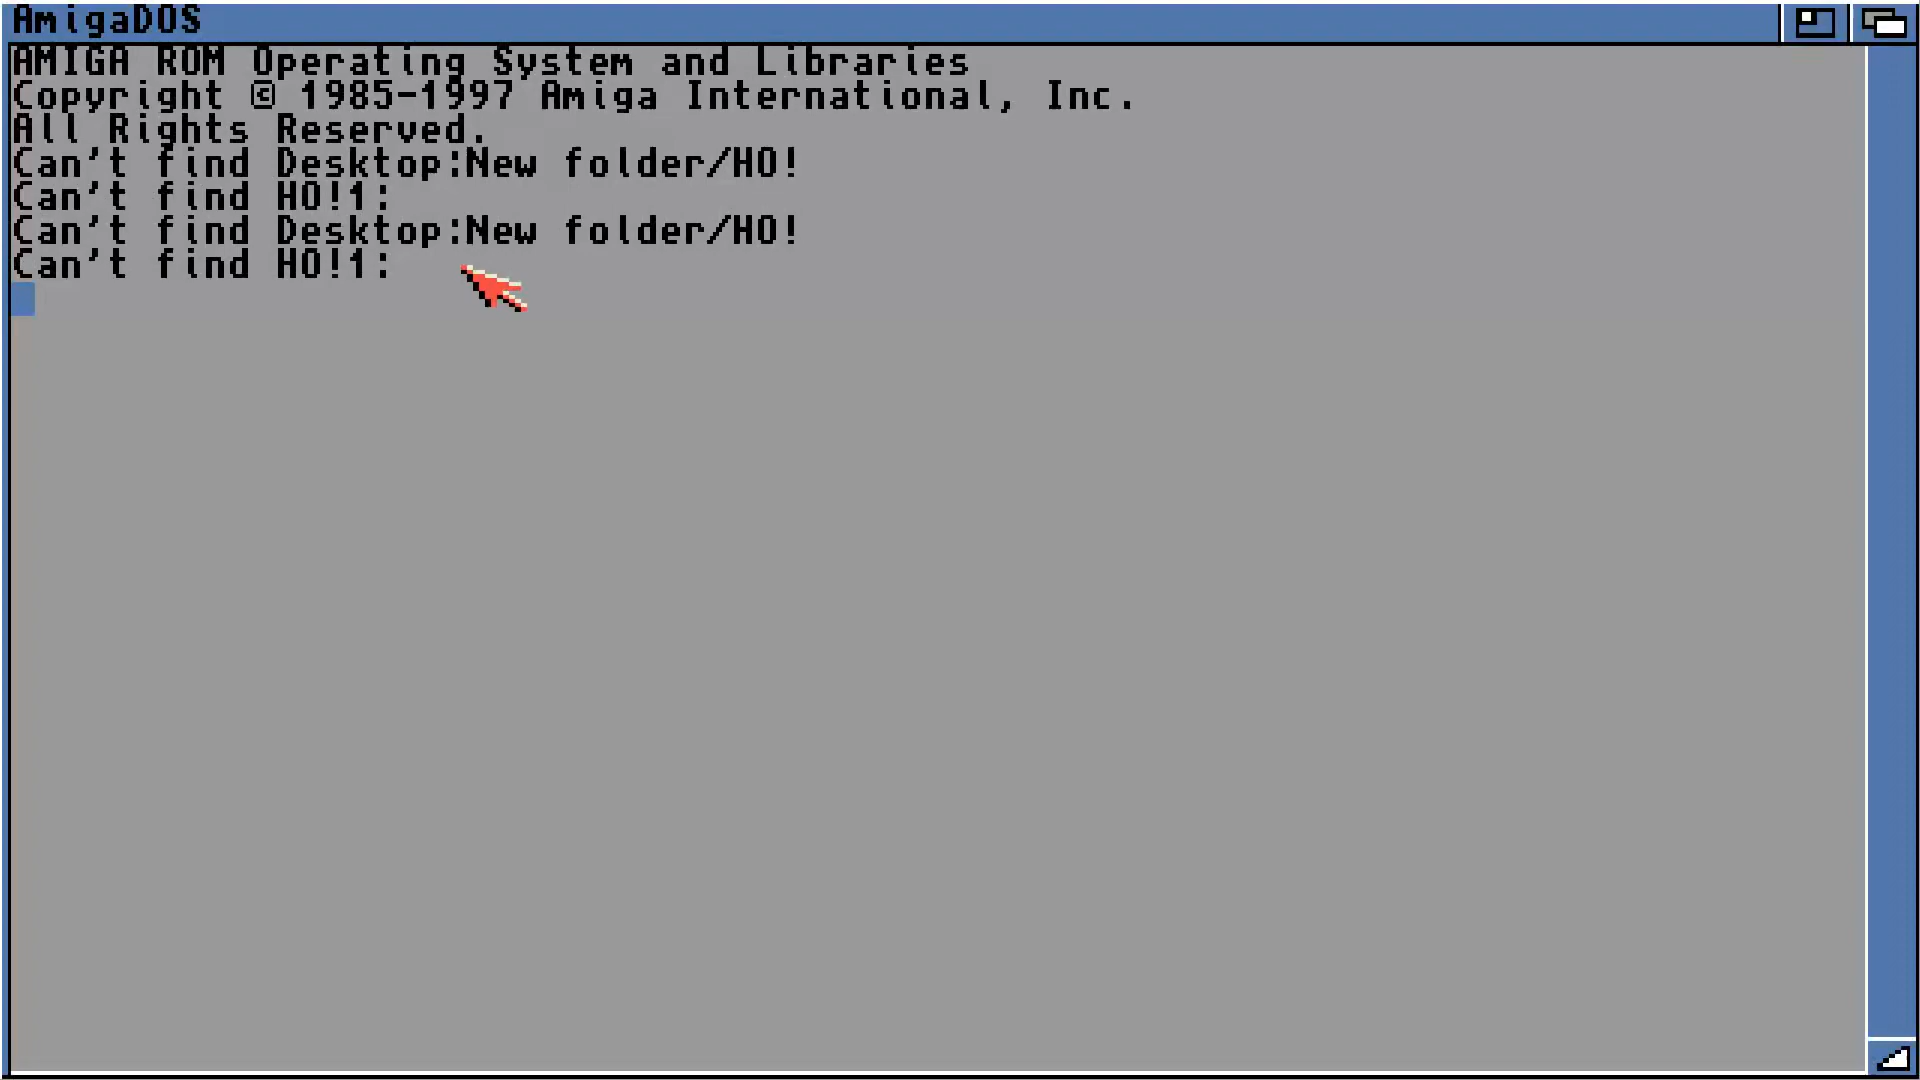 AmigaDOS
AMIGA ROM Operating System and Libraries
Copyright © 1985-1997 Amiga International, Inc.
All Rights Reserved.
Can't find Desktop:New folder/HO!
Can't find HO!1:
Can't find Desktop:New folder/HO!
Can't find HO!1: